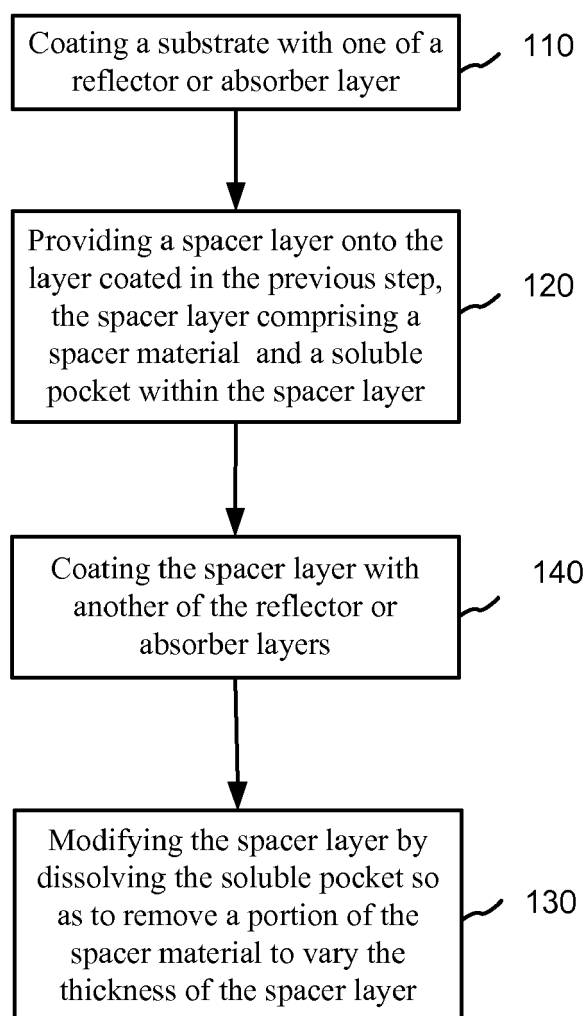 Coating a substrate with one of a
reflector or absorber layer
110
Providing a spacer layer onto the
layer coated in the previous step,
the spacer layer comprising a
spacer material and a soluble
pocket within the spacer layer
120
Coating the spacer layer with
another of the reflector or
absorber layers
140
Modifying the spacer layer by
dissolving the soluble pocket so
as to remove a portion of the
spacer material to vary the
thickness of the spacer layer
130